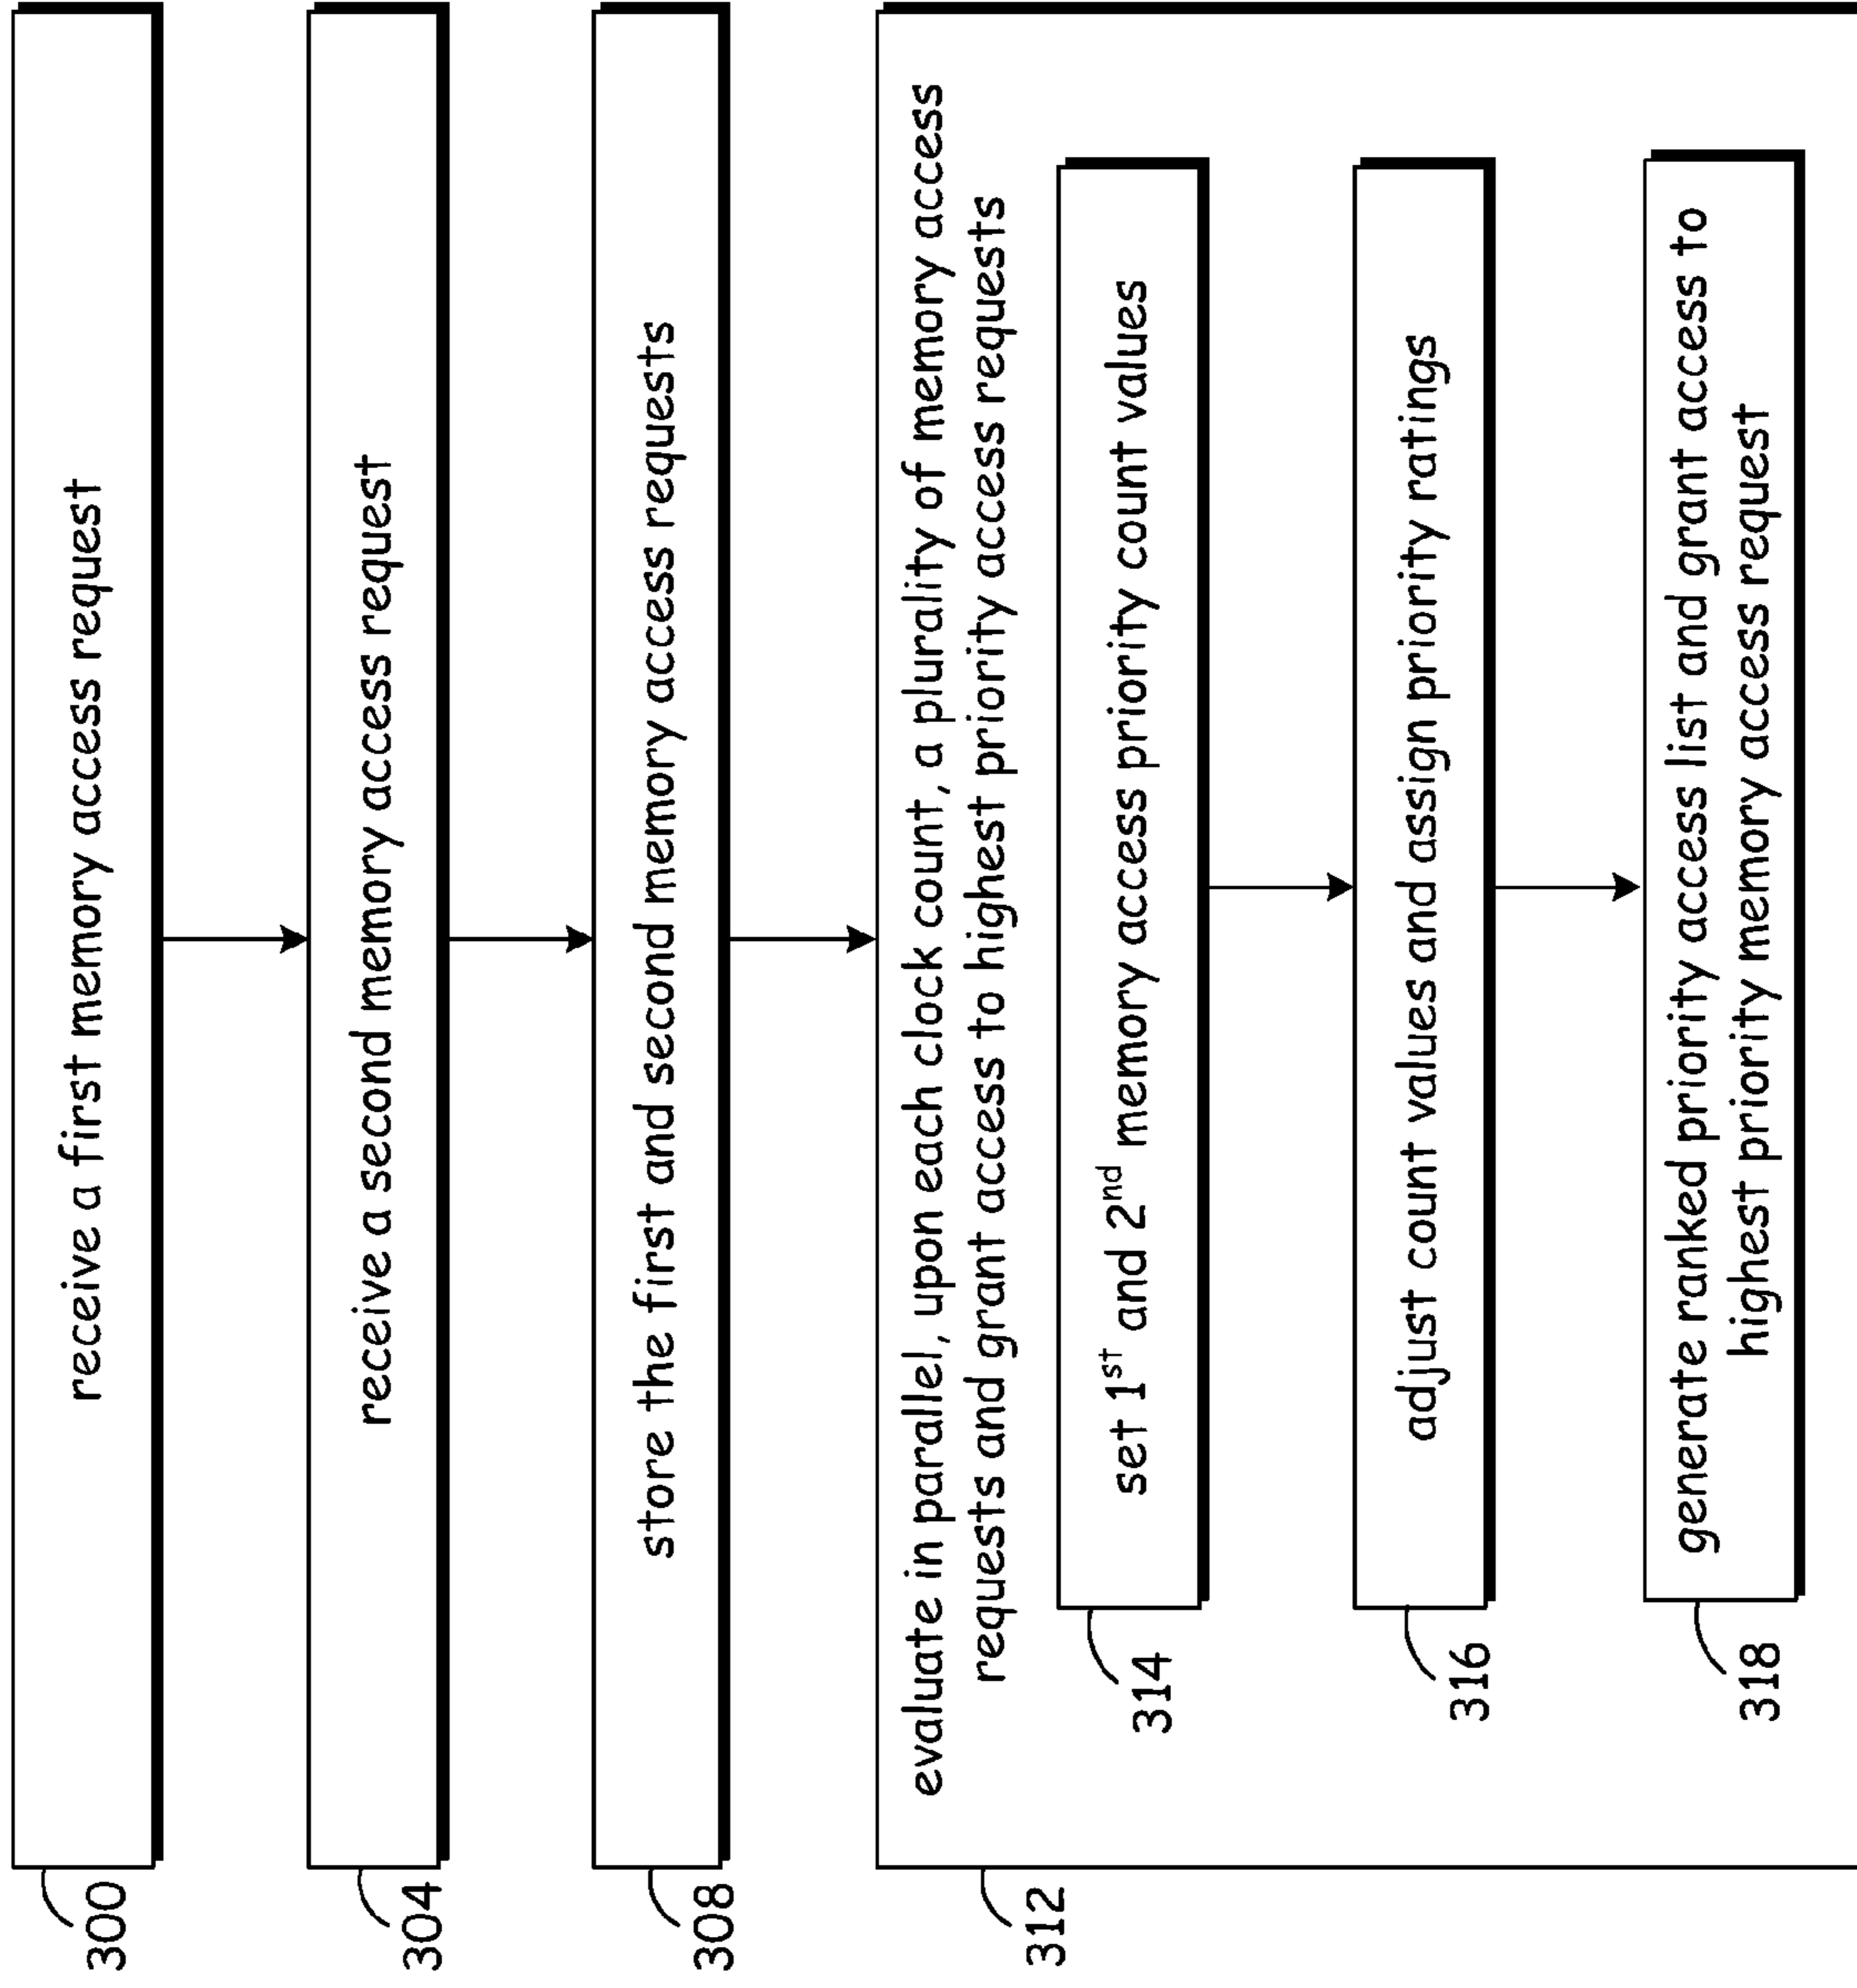 300
receive a first memory access request
304
receive a second memory access request
308
store the first and second memory access requests
312
evaluate in parallel, upon each clock count, a plurality of memory access
requests and grant access to highest priority access requests
314
set 1st and 2nd memory access priority count values
316
adjust count values and assign priority ratings
318
generate ranked priority access list and grant access to
highest priority memory access request